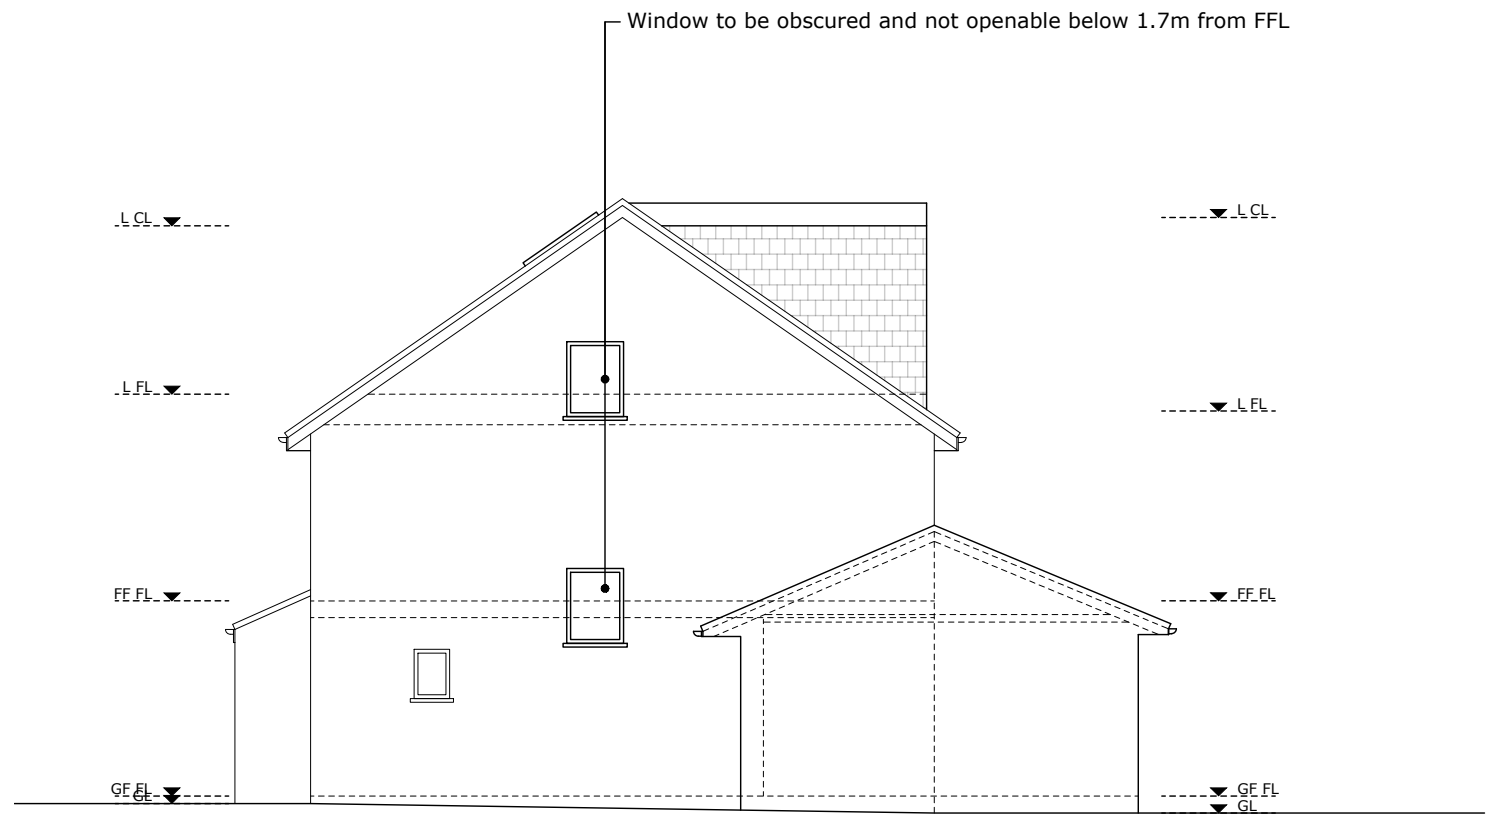 Window to be obscured and not openable below 1.7m from FFL
L CL
L CL
L FL
L FL
FF FL
FF FL
GF FL
GL
GF FL
GL